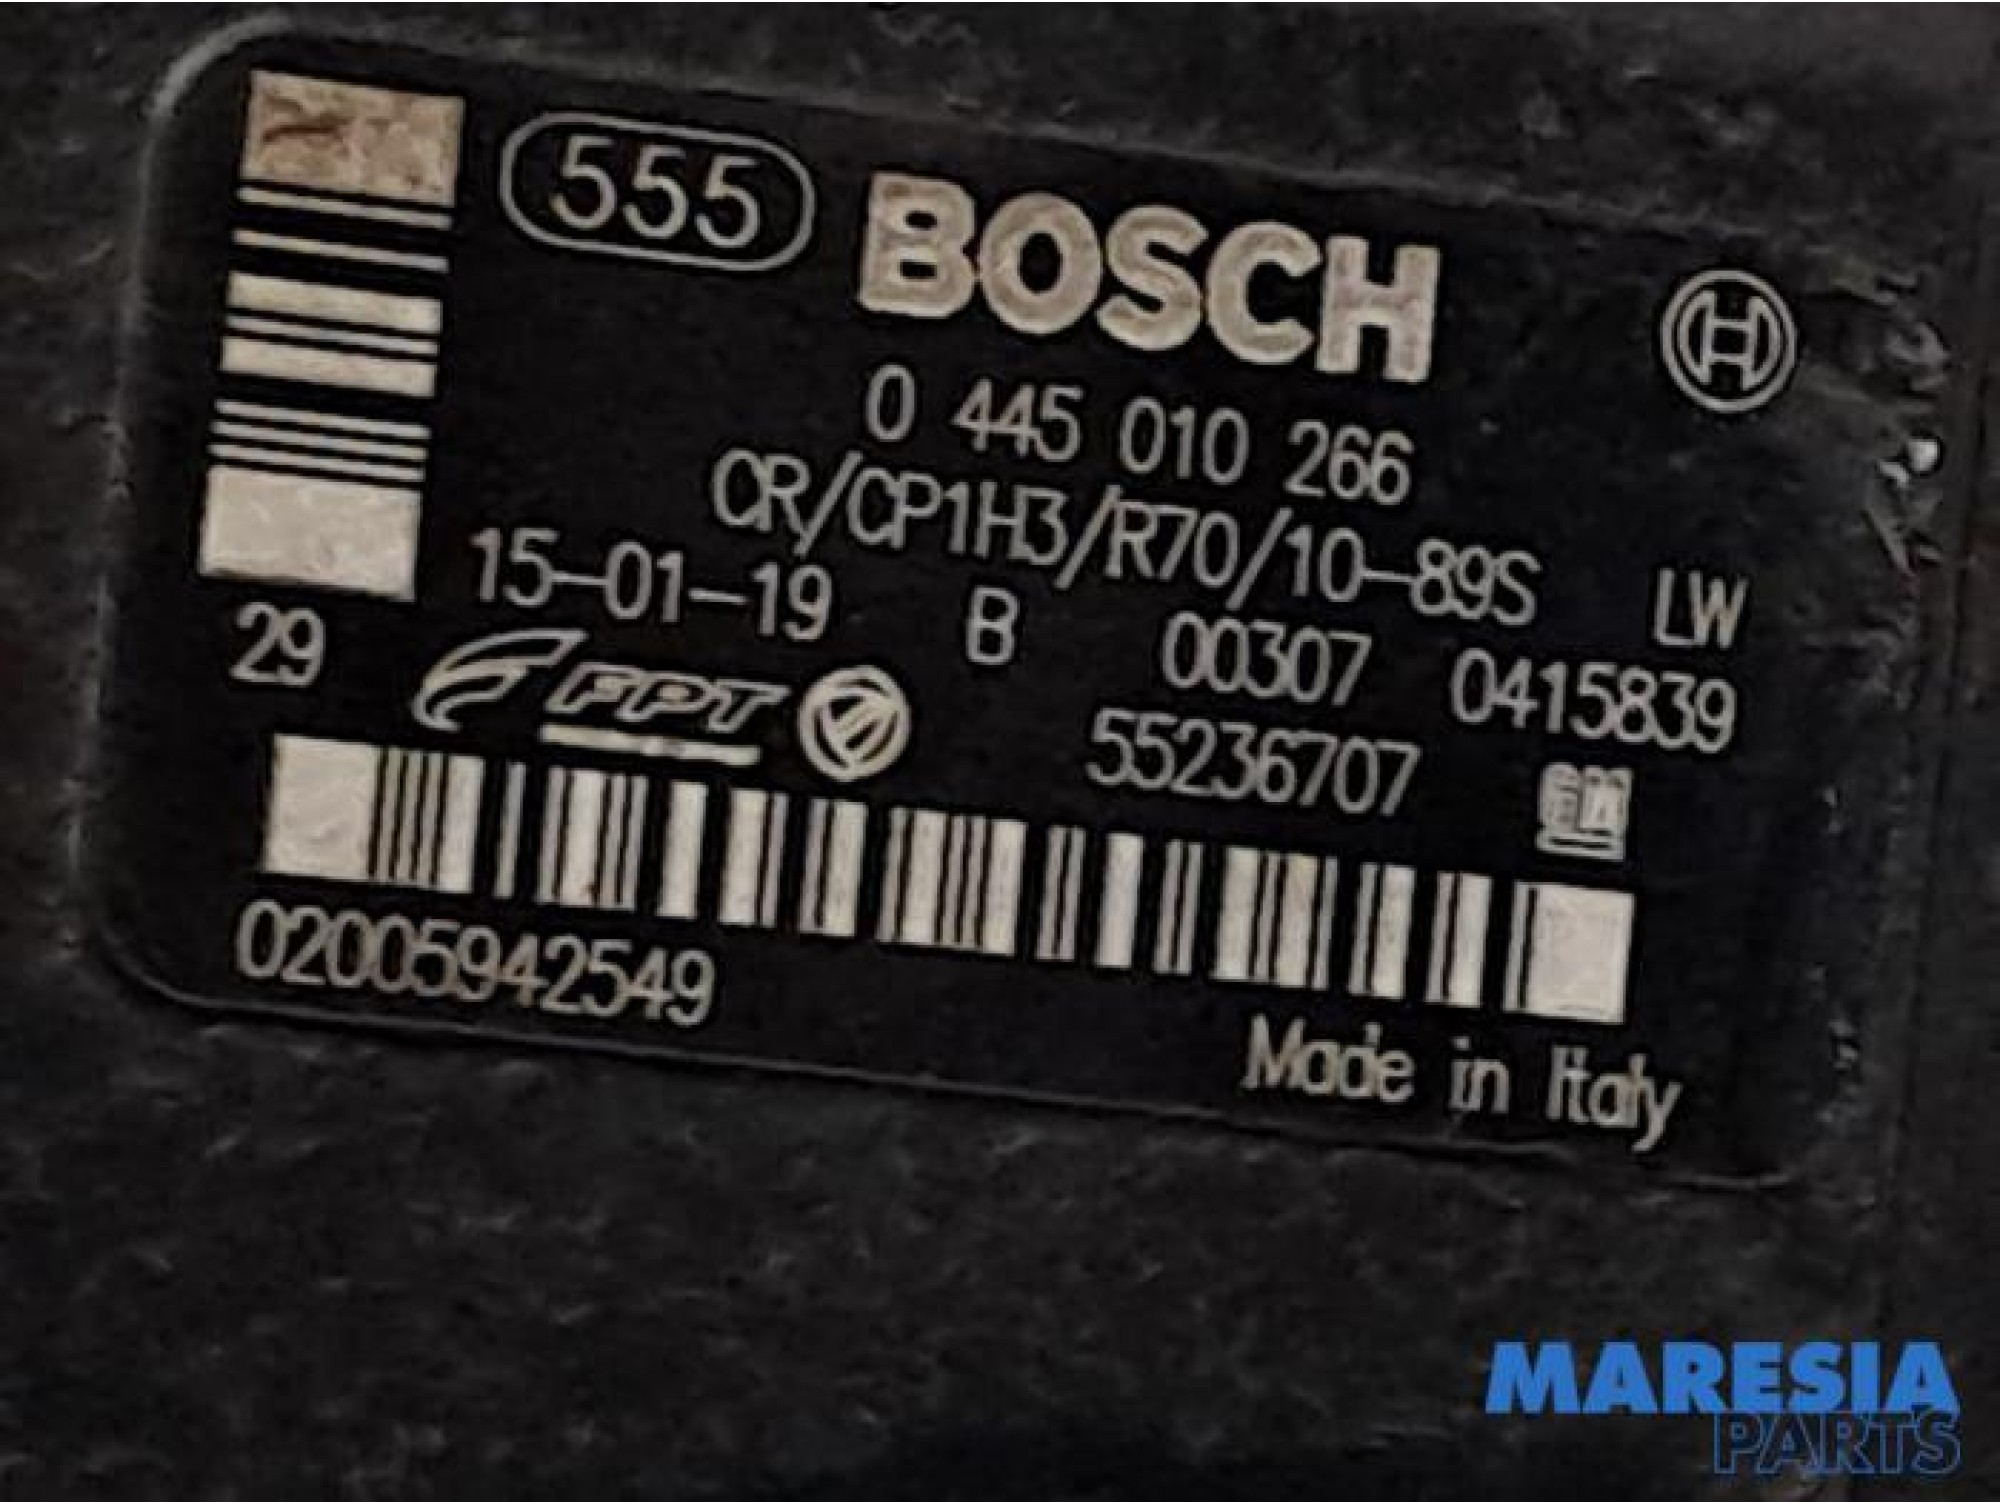 555 BOSCH
0 445 010 266
CR/CP1H3/R70/10-89S LW
15-01-19 B 00307 0415839
29 FPT 55236707 GM
02005942549
Made in Italy
MARESIA
PARTS